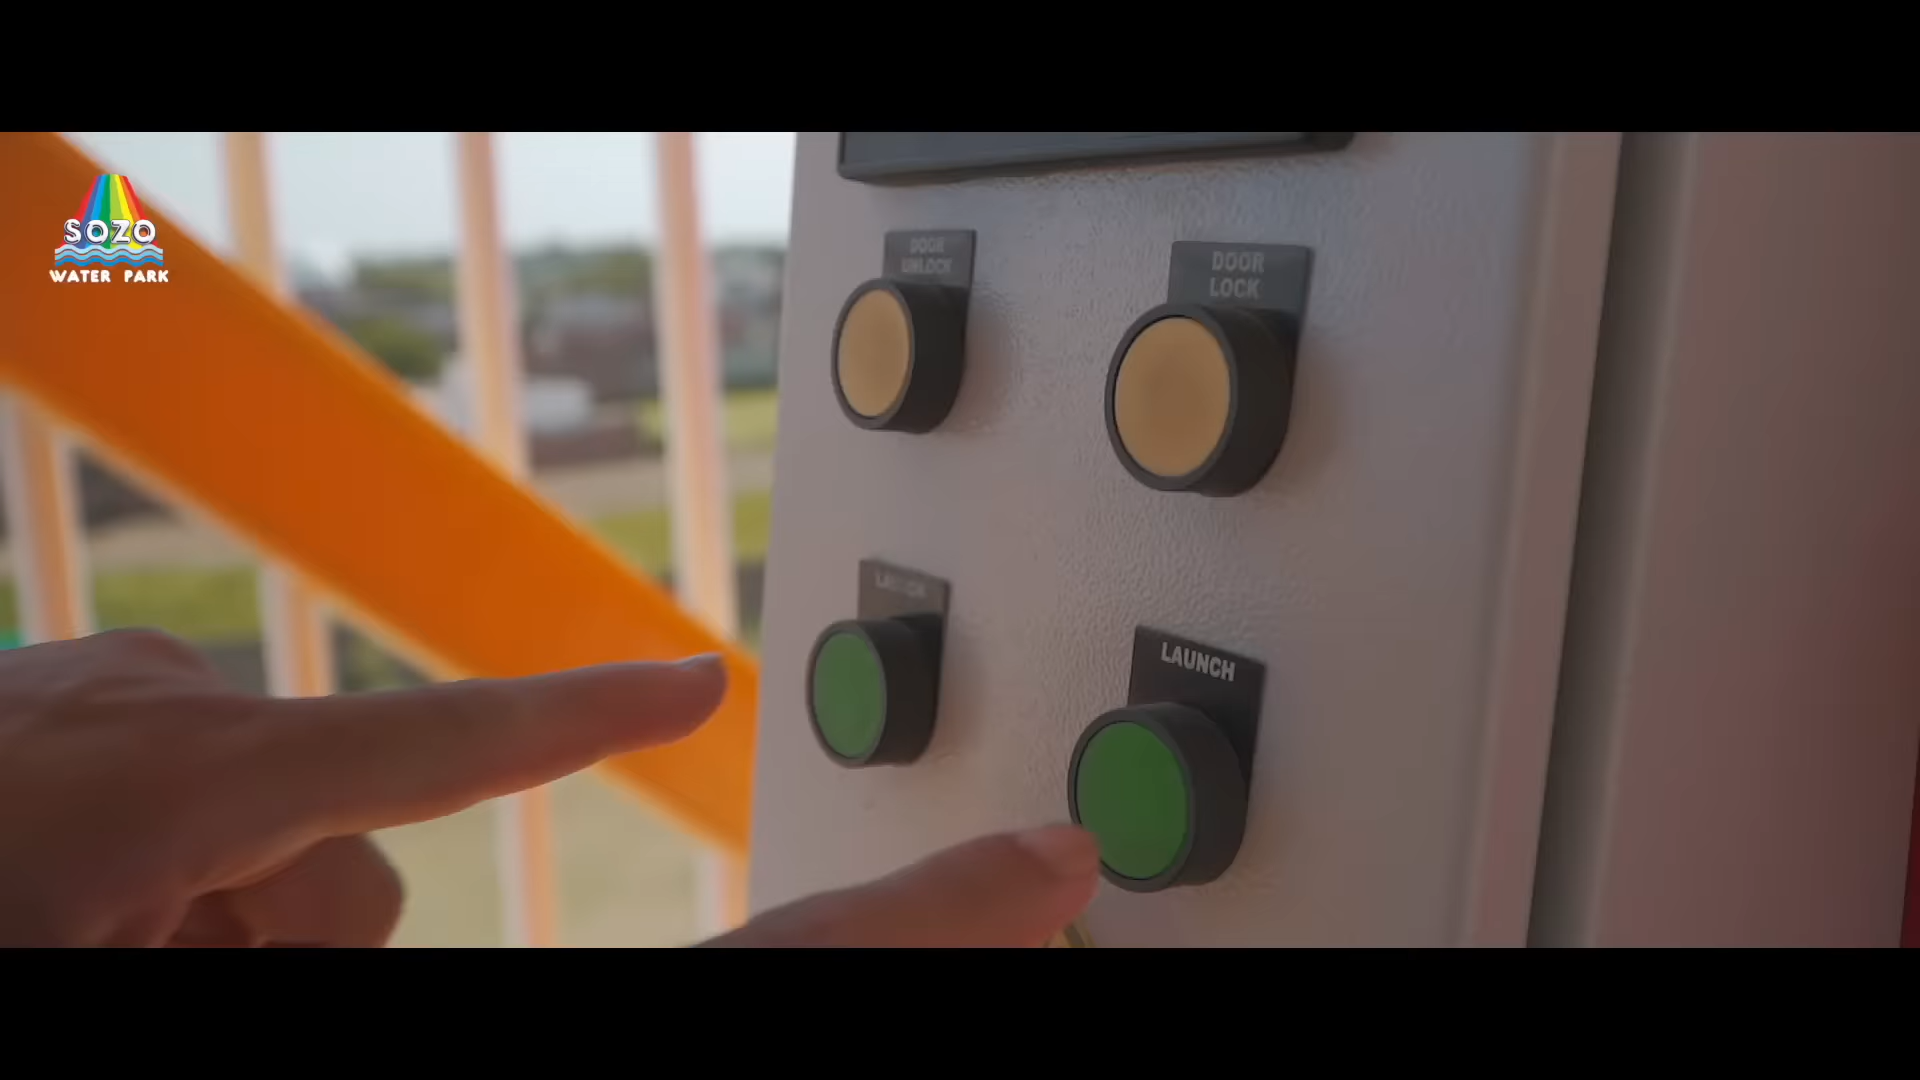 SOZO
WATER PARK
DOOR
UNLOCK
DOOR
LOCK
LAUNCH
LAUNCH